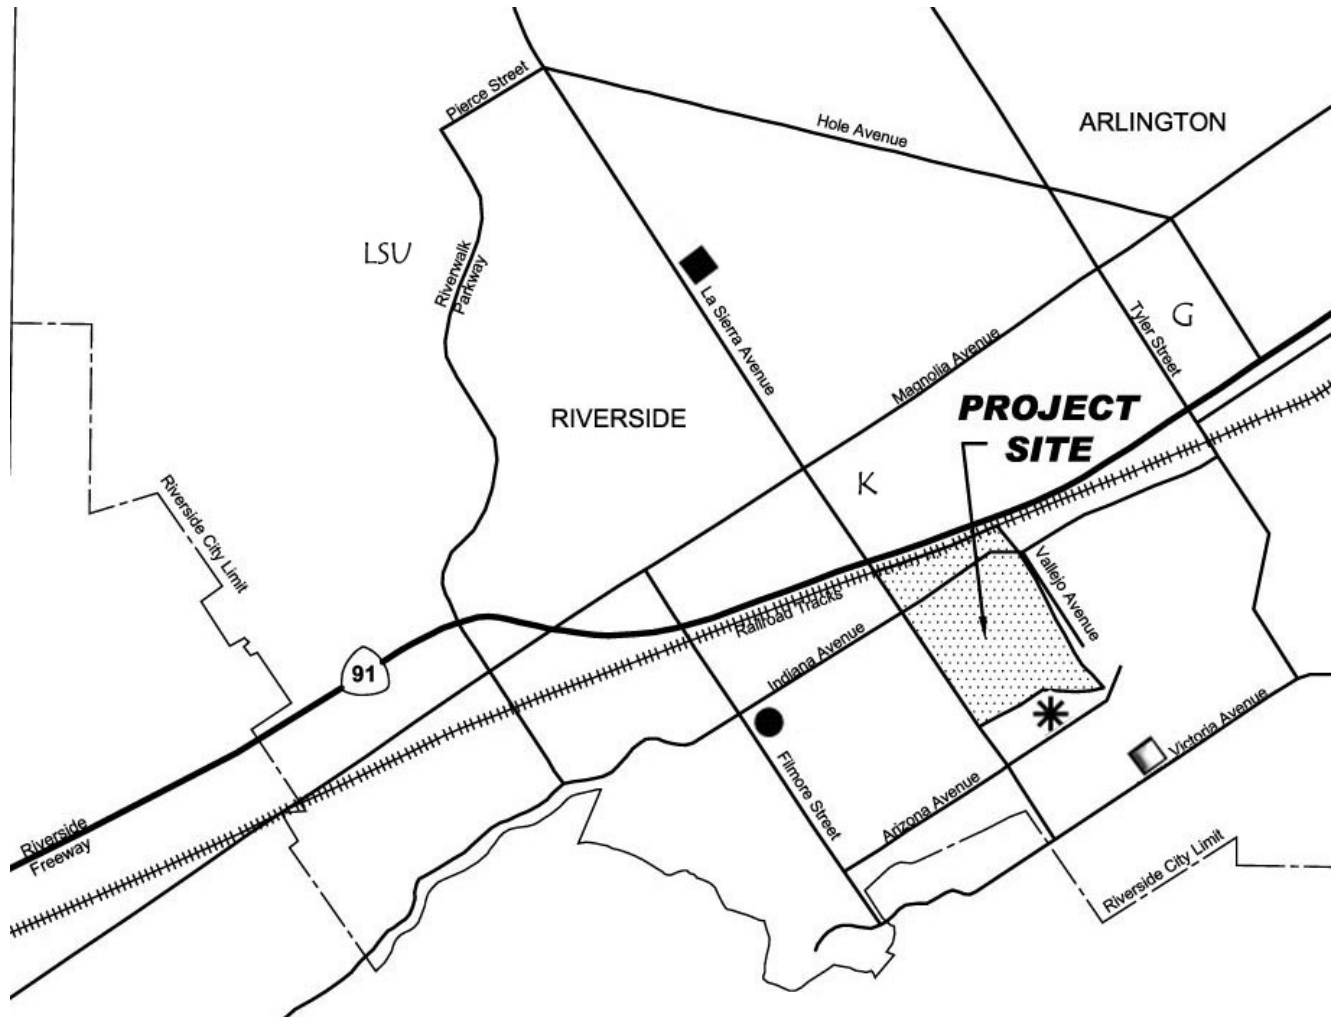 Pierce Street
Hole Avenue
ARLINGTON
LSU
Riverwalk
Parkway
La Sierra Avenue
Tyler Street
G
Magnolia Avenue
RIVERSIDE
PROJECT
SITE
K
Riverside City Limit
Vallejo Avenue
Railroad Tracks
Indiana Avenue
91
Victoria Avenue
Filmore Street
Arizona Avenue
Riverside
Freeway
Riverside City Limit